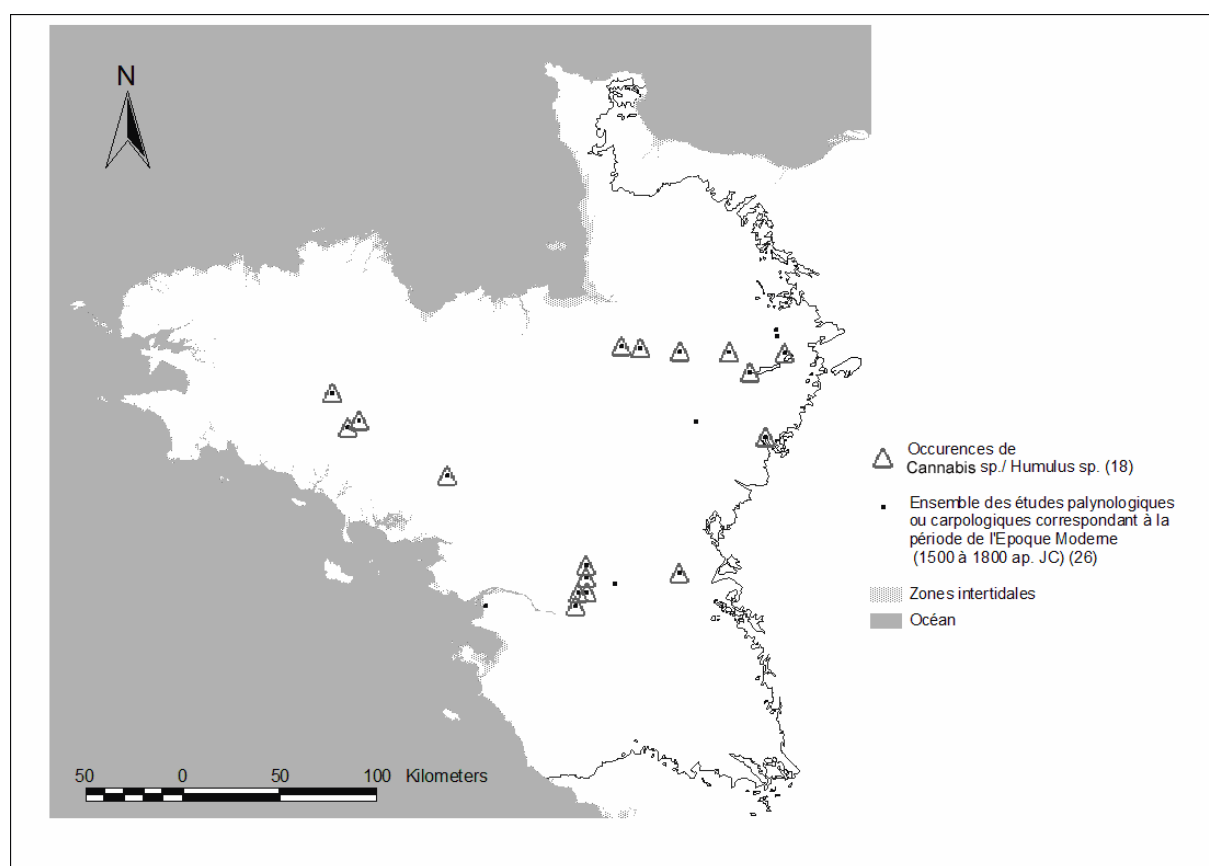 N
Occurences de
Cannabis sp./ Humulus sp. (18)
Ensemble des études palynologiques
ou carpologiques correspondant à la
période de l'Epoque Moderne
(1500 à 1800 ap. JC) (26)
Zones intertidales
Océan
50 0 50 100 Kilometers